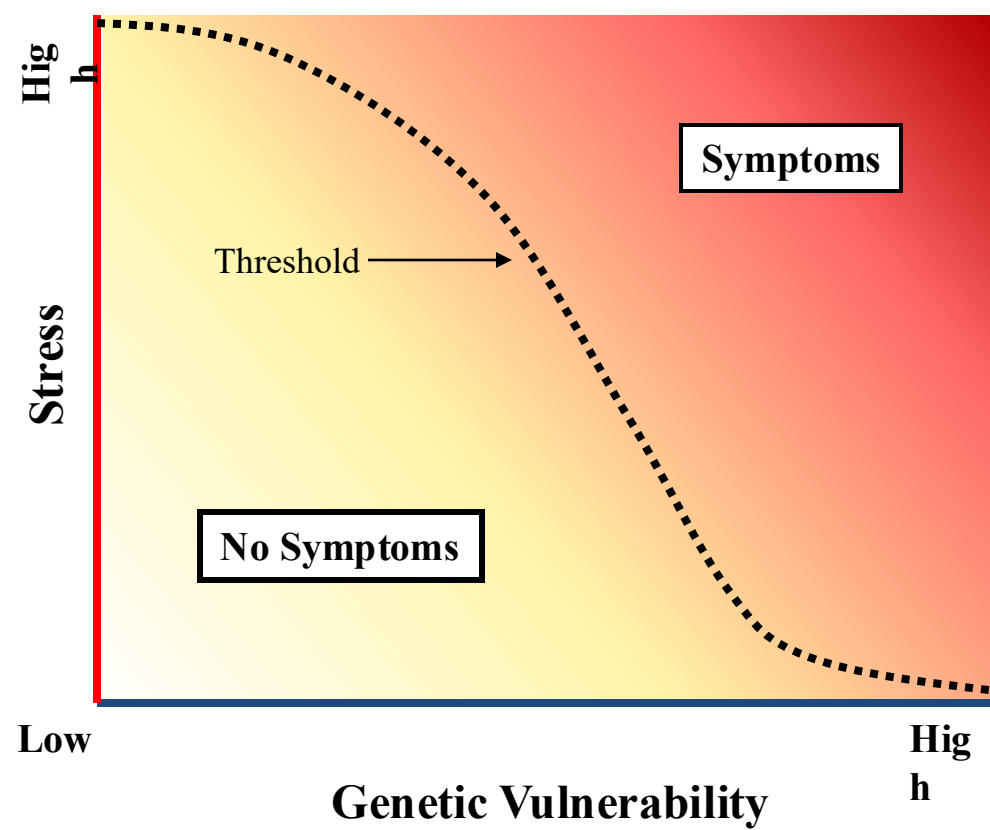 Hig
h
Symptoms
Threshold
Stress
No Symptoms
Low
Hig
h
Genetic Vulnerability